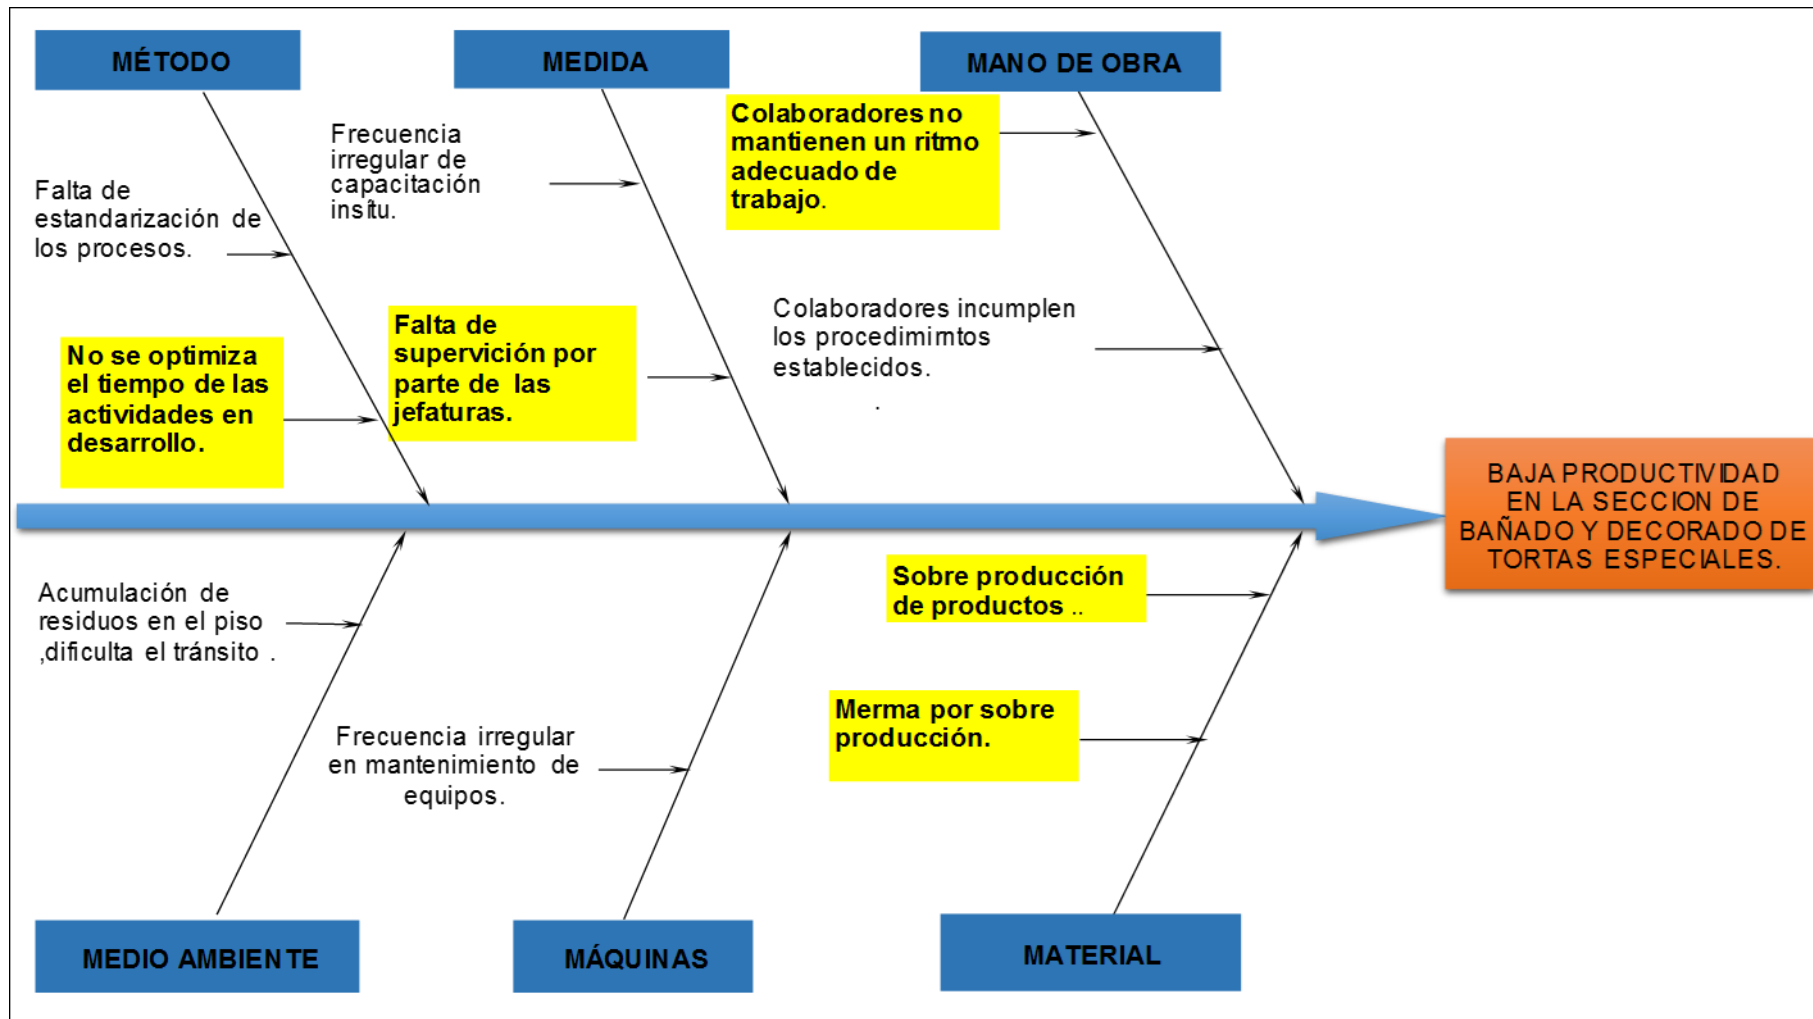 MÉTODO
MEDIDA
MANO DE OBRA
Falta de
estandarización de
los procesos.
No se optimiza
el tiempo de las
actividades en
desarrollo.
Frecuencia
irregular de
capacitación
insítu.
Falta de
supervición por
parte de las
jefaturas.
Colaboradores no
mantienen un ritmo
adecuado de
trabajo.
Colaboradores incumplen
los procedimimtos
establecidos.
.
BAJA PRODUCTIVIDAD
EN LA SECCION DE
BAÑADO Y DECORADO DE
TORTAS ESPECIALES.
Acumulación de
residuos en el piso
,dificulta el tránsito .
Frecuencia irregular
en mantenimiento de
equipos.
Sobre producción
de productos ..
Merma por sobre
producción.
MEDIO AMBIENTE
MÁQUINAS
MATERIAL